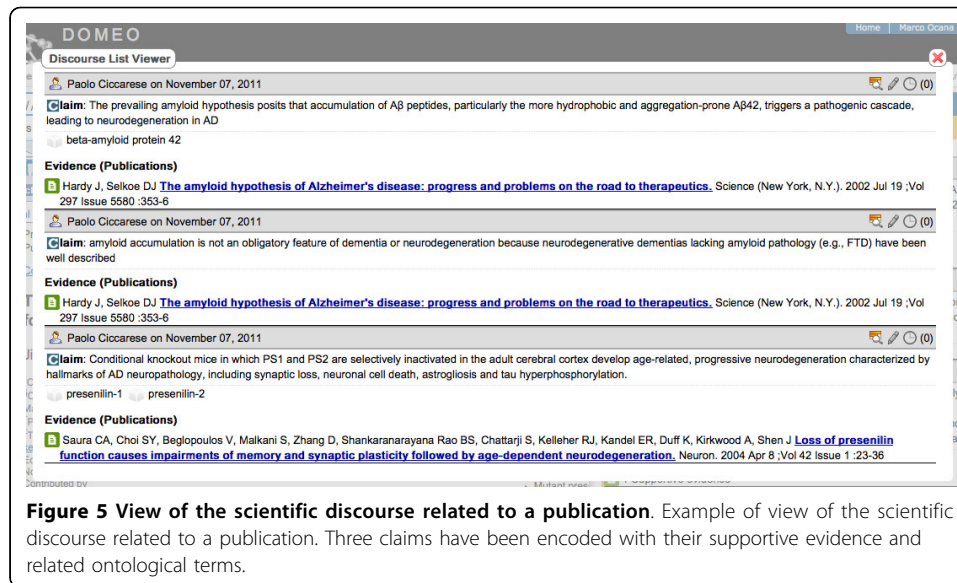 DOMEO
Home | Marco Ocana
Discourse List Viewer
Paolo Ciccarese on November 07, 2011 (0)
Claim: The prevailing amyloid hypothesis posits that accumulation of Aβ peptides, particularly the more hydrophobic and aggregation-prone Aβ42, triggers a pathogenic cascade,
leading to neurodegeneration in AD
beta-amyloid protein 42
Evidence (Publications)
Hardy J, Selkoe DJ The amyloid hypothesis of Alzheimer's disease: progress and problems on the road to therapeutics. Science (New York, N.Y.). 2002 Jul 19 ;Vol
297 Issue 5580 :353-6
Paolo Ciccarese on November 07, 2011 (0)
Claim: amyloid accumulation is not an obligatory feature of dementia or neurodegeneration because neurodegenerative dementias lacking amyloid pathology (e.g., FTD) have been
well described
Evidence (Publications)
Hardy J, Selkoe DJ The amyloid hypothesis of Alzheimer's disease: progress and problems on the road to therapeutics. Science (New York, N.Y.). 2002 Jul 19 ;Vol
297 Issue 5580 :353-6
Paolo Ciccarese on November 07, 2011 (0)
Claim: Conditional knockout mice in which PS1 and PS2 are selectively inactivated in the adult cerebral cortex develop age-related, progressive neurodegeneration characterized by
hallmarks of AD neuropathology, including synaptic loss, neuronal cell death, astrogliosis and tau hyperphosphorylation.
presenilin-1 presenilin-2
Evidence (Publications)
Saura CA, Choi SY, Beglopoulos V, Malkani S, Zhang D, Shankaranarayana Rao BS, Chattarji S, Kelleher RJ, Kandel ER, Duff K, Kirkwood A, Shen J Loss of presenilin
function causes impairments of memory and synaptic plasticity followed by age-dependent neurodegeneration. Neuron. 2004 Apr 8 ;Vol 42 Issue 1 :23-36
Figure 5 View of the scientific discourse related to a publication. Example of view of the scientific
discourse related to a publication. Three claims have been encoded with their supportive evidence and
related ontological terms.